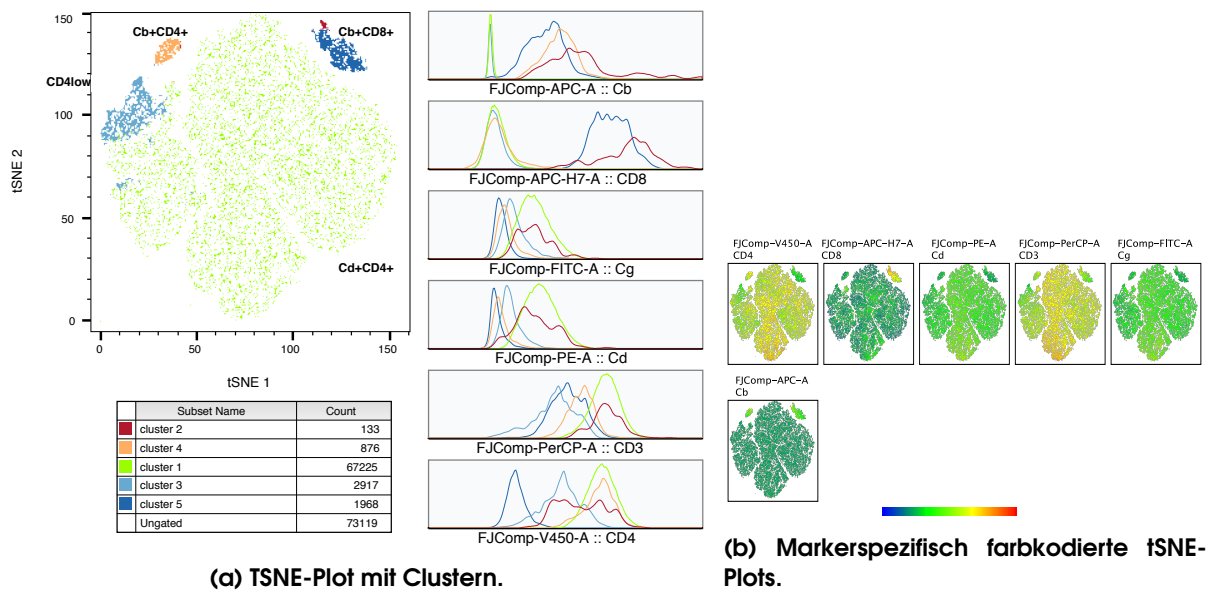 150
100
50
0
tSNE 2
Cb+CD4+
Cb+CD8+
CD4low
Cd+CD4+
0 50 100 150
tSNE 1
Subset Name Count
cluster 2 133
cluster 4 876
cluster 1 67225
cluster 3 2917
cluster 5 1968
Ungated 73119
FJComp-APC-A :: Cb
FJComp-APC-H7-A :: CD8
FJComp-FITC-A :: Cg
FJComp-PE-A :: Cd
FJComp-PerCP-A :: CD3
FJComp-V450-A :: CD4
(a) TSNE-Plot mit Clustern.
FJComp-V450-A
CD4
FJComp-APC-H7-A
CD8
FJComp-PE-A
Cd
FJComp-PerCP-A
CD3
FJComp-FITC-A
Cg
FJComp-APC-A
Cb
(b) Markerspezifisch farbkodierte tSNE-
Plots.